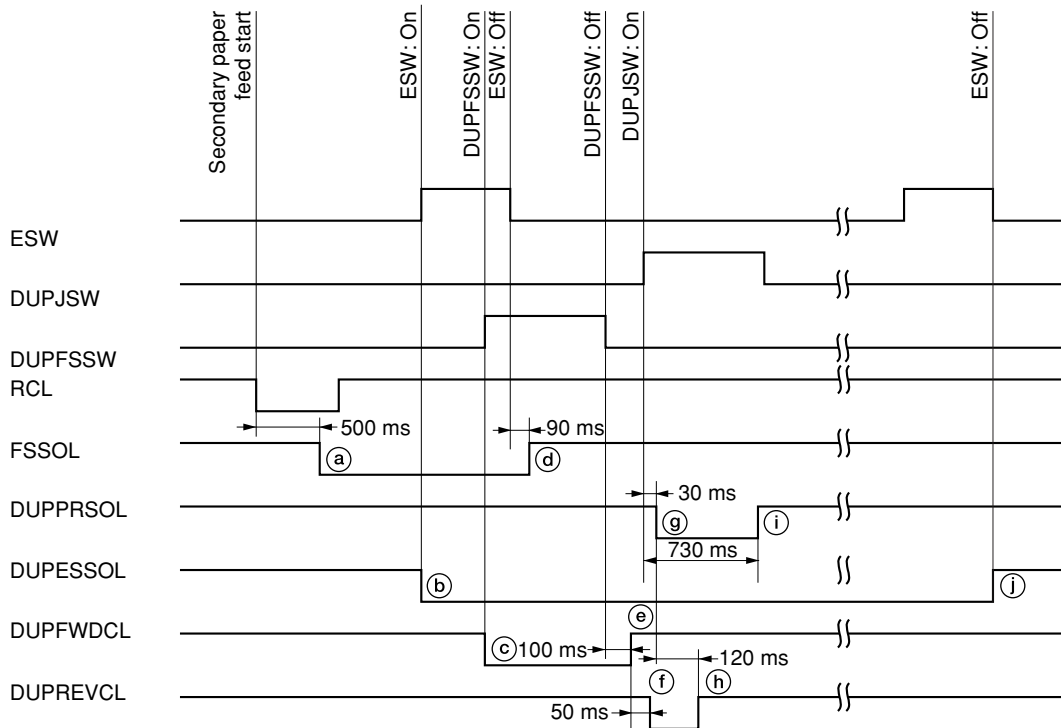 Secondary paper
feed start
ESW: On
DUPFSSW: On
ESW: Off
DUPFSSW: Off
DUPJSW: On
ESW: Off
ESW
DUPJSW
DUPFSSW
RCL
500 ms
90 ms
FSSOL
a
d
30 ms
DUPPRSOL
g
i
730 ms
DUPESSOL
b
j
e
DUPFWDCL
c
100 ms
120 ms
f
h
DUPREVCL
50 ms